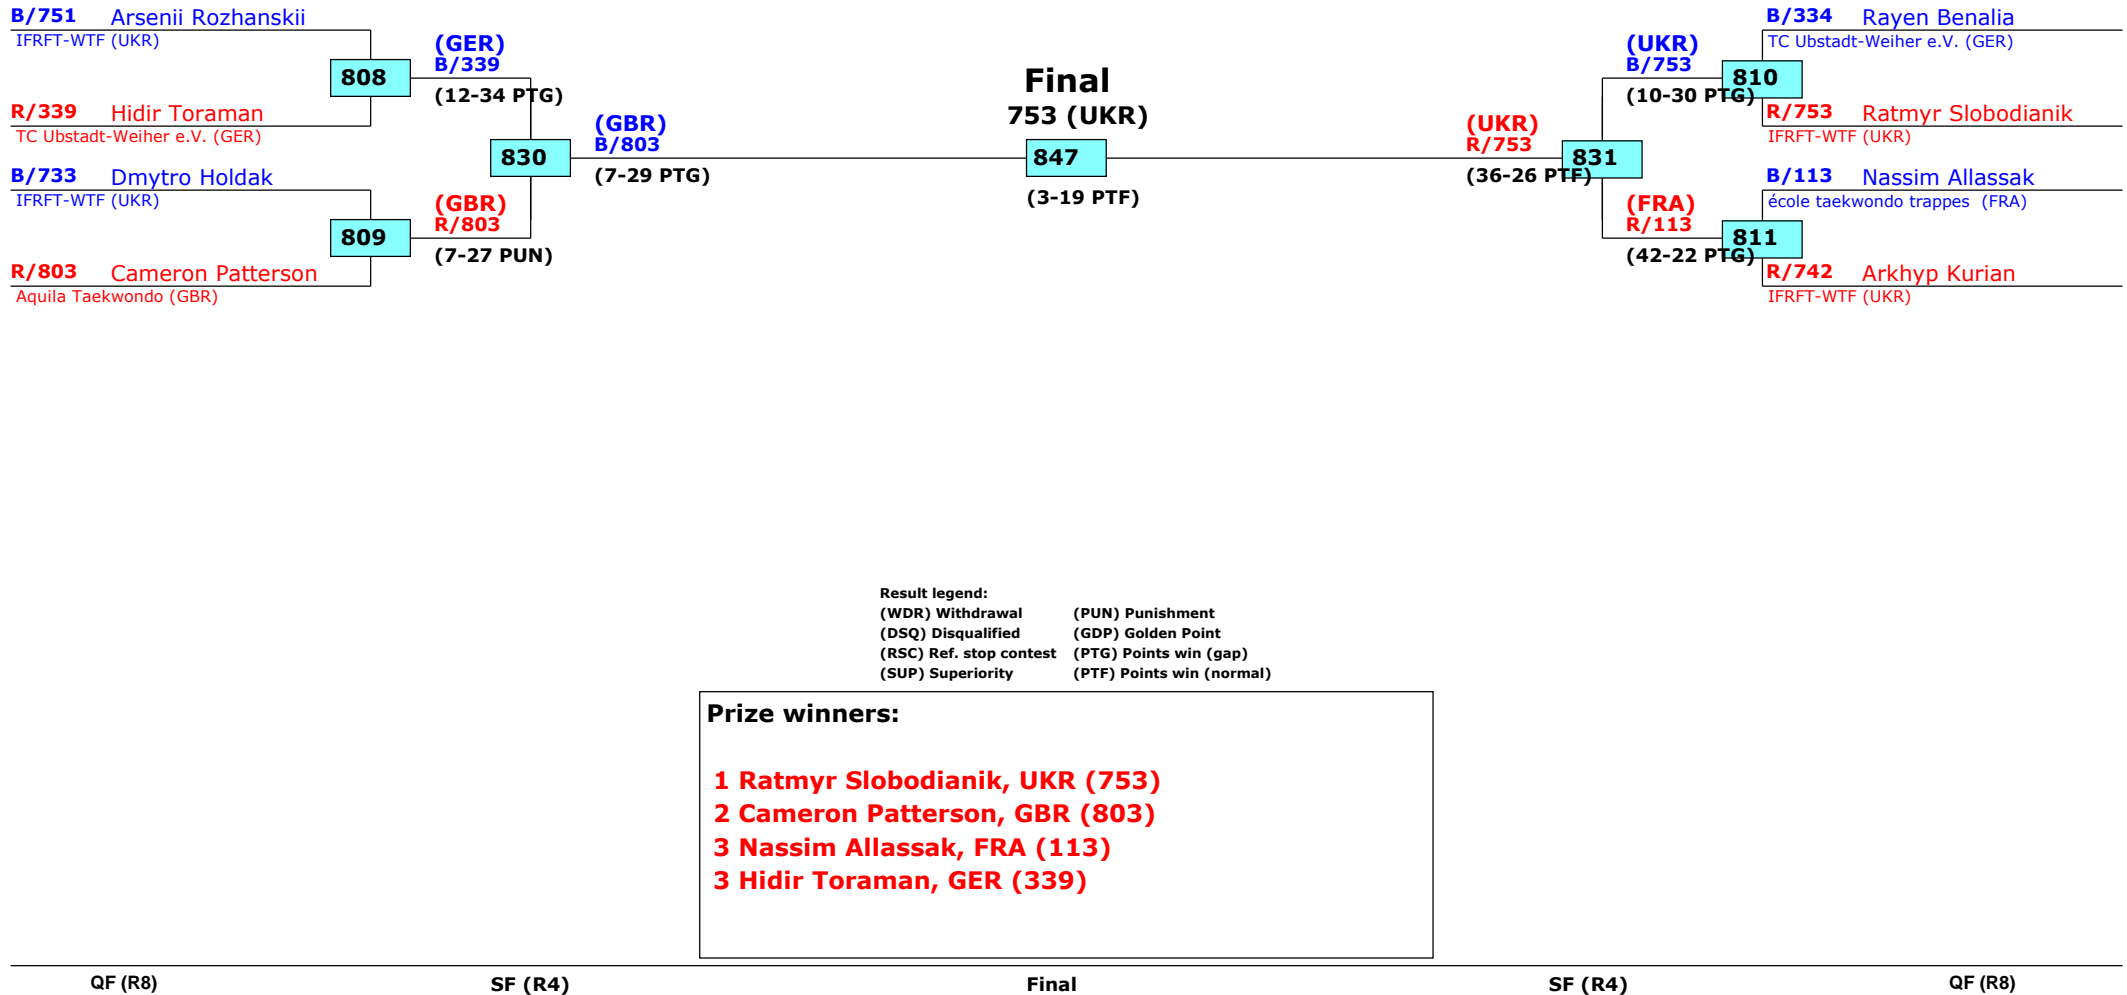 B/751 Arsenii Rozhanskii
IFRFT-WTF (UKR)
808
R/339 Hidir Toraman
TC Ubstadt-Weiher e.V. (GER)
B/733 Dmytro Holdak
IFRFT-WTF (UKR)
809
R/803 Cameron Patterson
Aquila Taekwondo (GBR)
(GER)
B/339
(12-34 PTG)
830
(GBR)
R/803
(7-27 PUN)
(GBR)
B/803
(7-29 PTG)
Final
753 (UKR)
847
(3-19 PTF)
(UKR)
R/753
(36-26 PTF)
831
(UKR)
B/753
(10-30 PTG)
(FRA)
R/113
(42-22 PTG)
B/334 Rayen Benalia
TC Ubstadt-Weiher e.V. (GER)
810
R/753 Ratmyr Slobodianik
IFRFT-WTF (UKR)
B/113 Nassim Allassak
école taekwondo trappes (FRA)
811
R/742 Arkhyp Kurian
IFRFT-WTF (UKR)
Result legend:
(WDR) Withdrawal (PUN) Punishment
(DSQ) Disqualified (GDP) Golden Point
(RSC) Ref. stop contest (PTG) Points win (gap)
(SUP) Superiority (PTF) Points win (normal)
Prize winners:
1 Ratmyr Slobodianik, UKR (753)
2 Cameron Patterson, GBR (803)
3 Nassim Allassak, FRA (113)
3 Hidir Toraman, GER (339)
QF (R8) SF (R4) Final SF (R4) QF (R8)